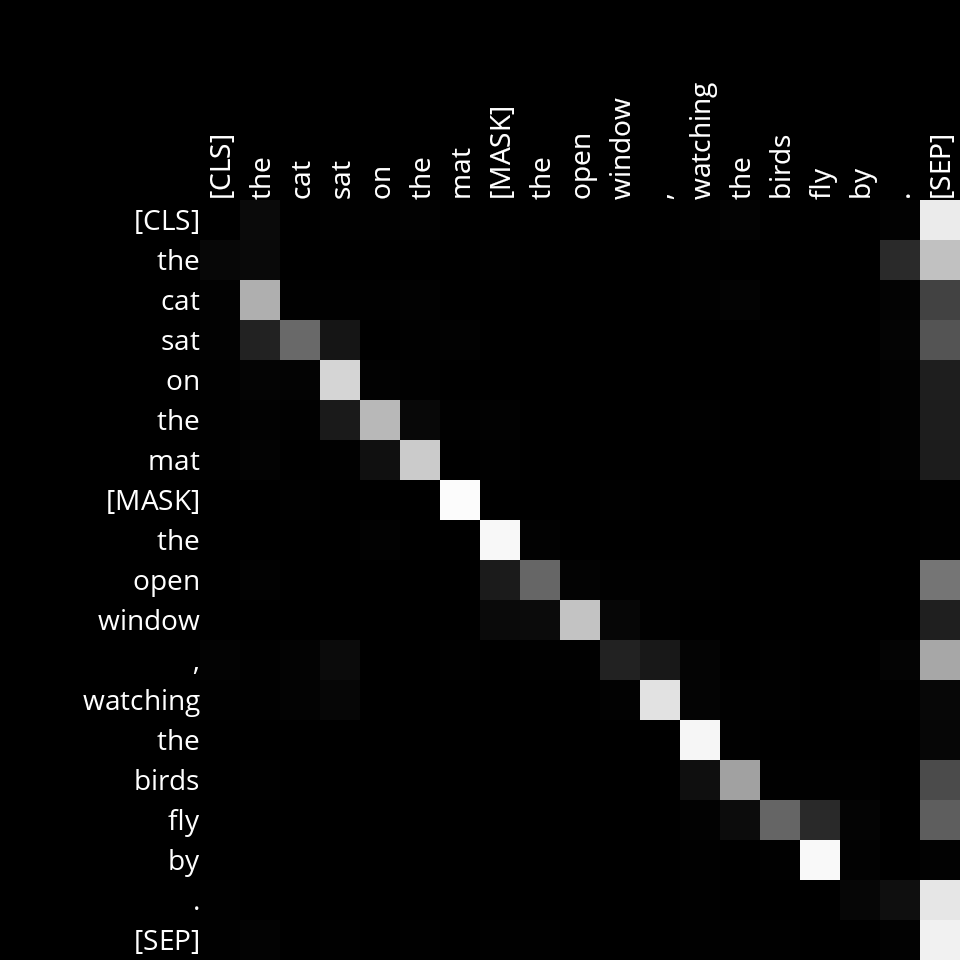 [CLS] the cat sat on the mat [MASK] the open window , watching the birds fly by . [SEP]
[CLS]
the
cat
sat
on
the
mat
[MASK]
the
open
window
,
watching
the
birds
fly
by
.
[SEP]